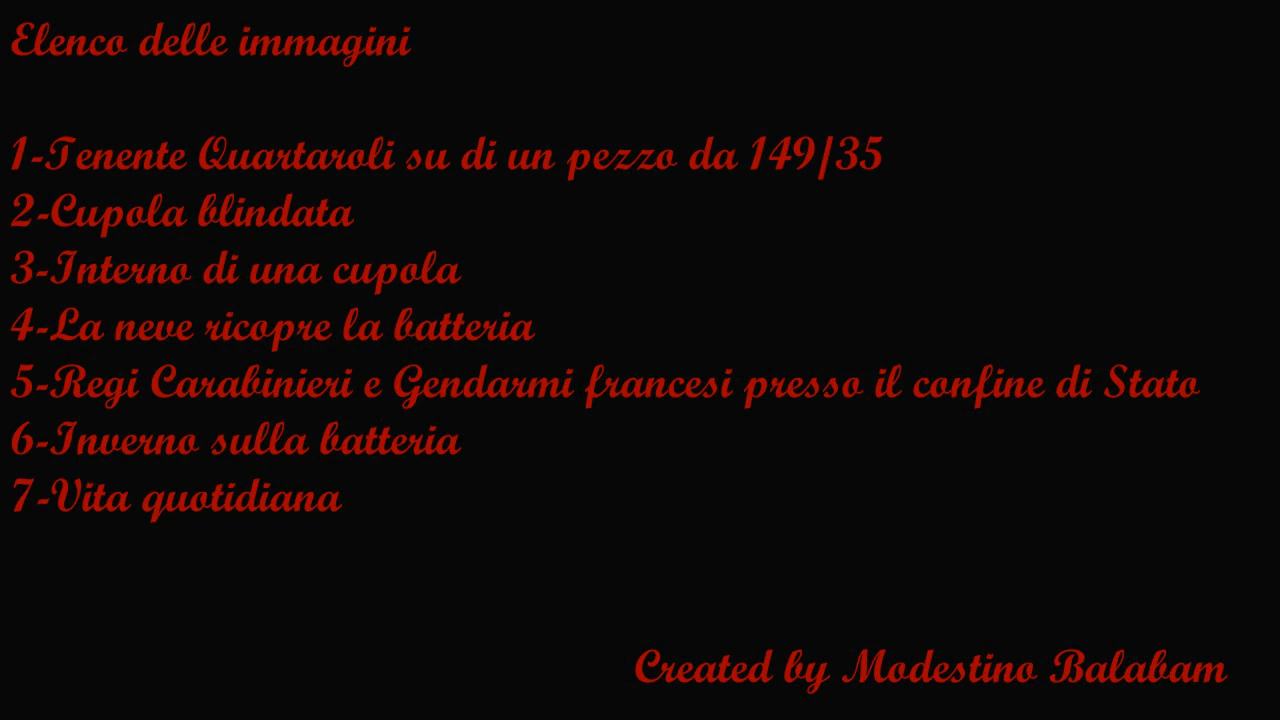 Elenco delle immagini
1-Tenente Quartaroli su di un pezzo da 149/35
2-Cupola blindata
3-Interno di una cupola
4-La neve ricopre la batteria
5-Regi Carabinieri e Gendarmi francesi presso il confine di Stato
6-Inverno sulla batteria
7-Vita quotidiana
Created by Modestino Balabam